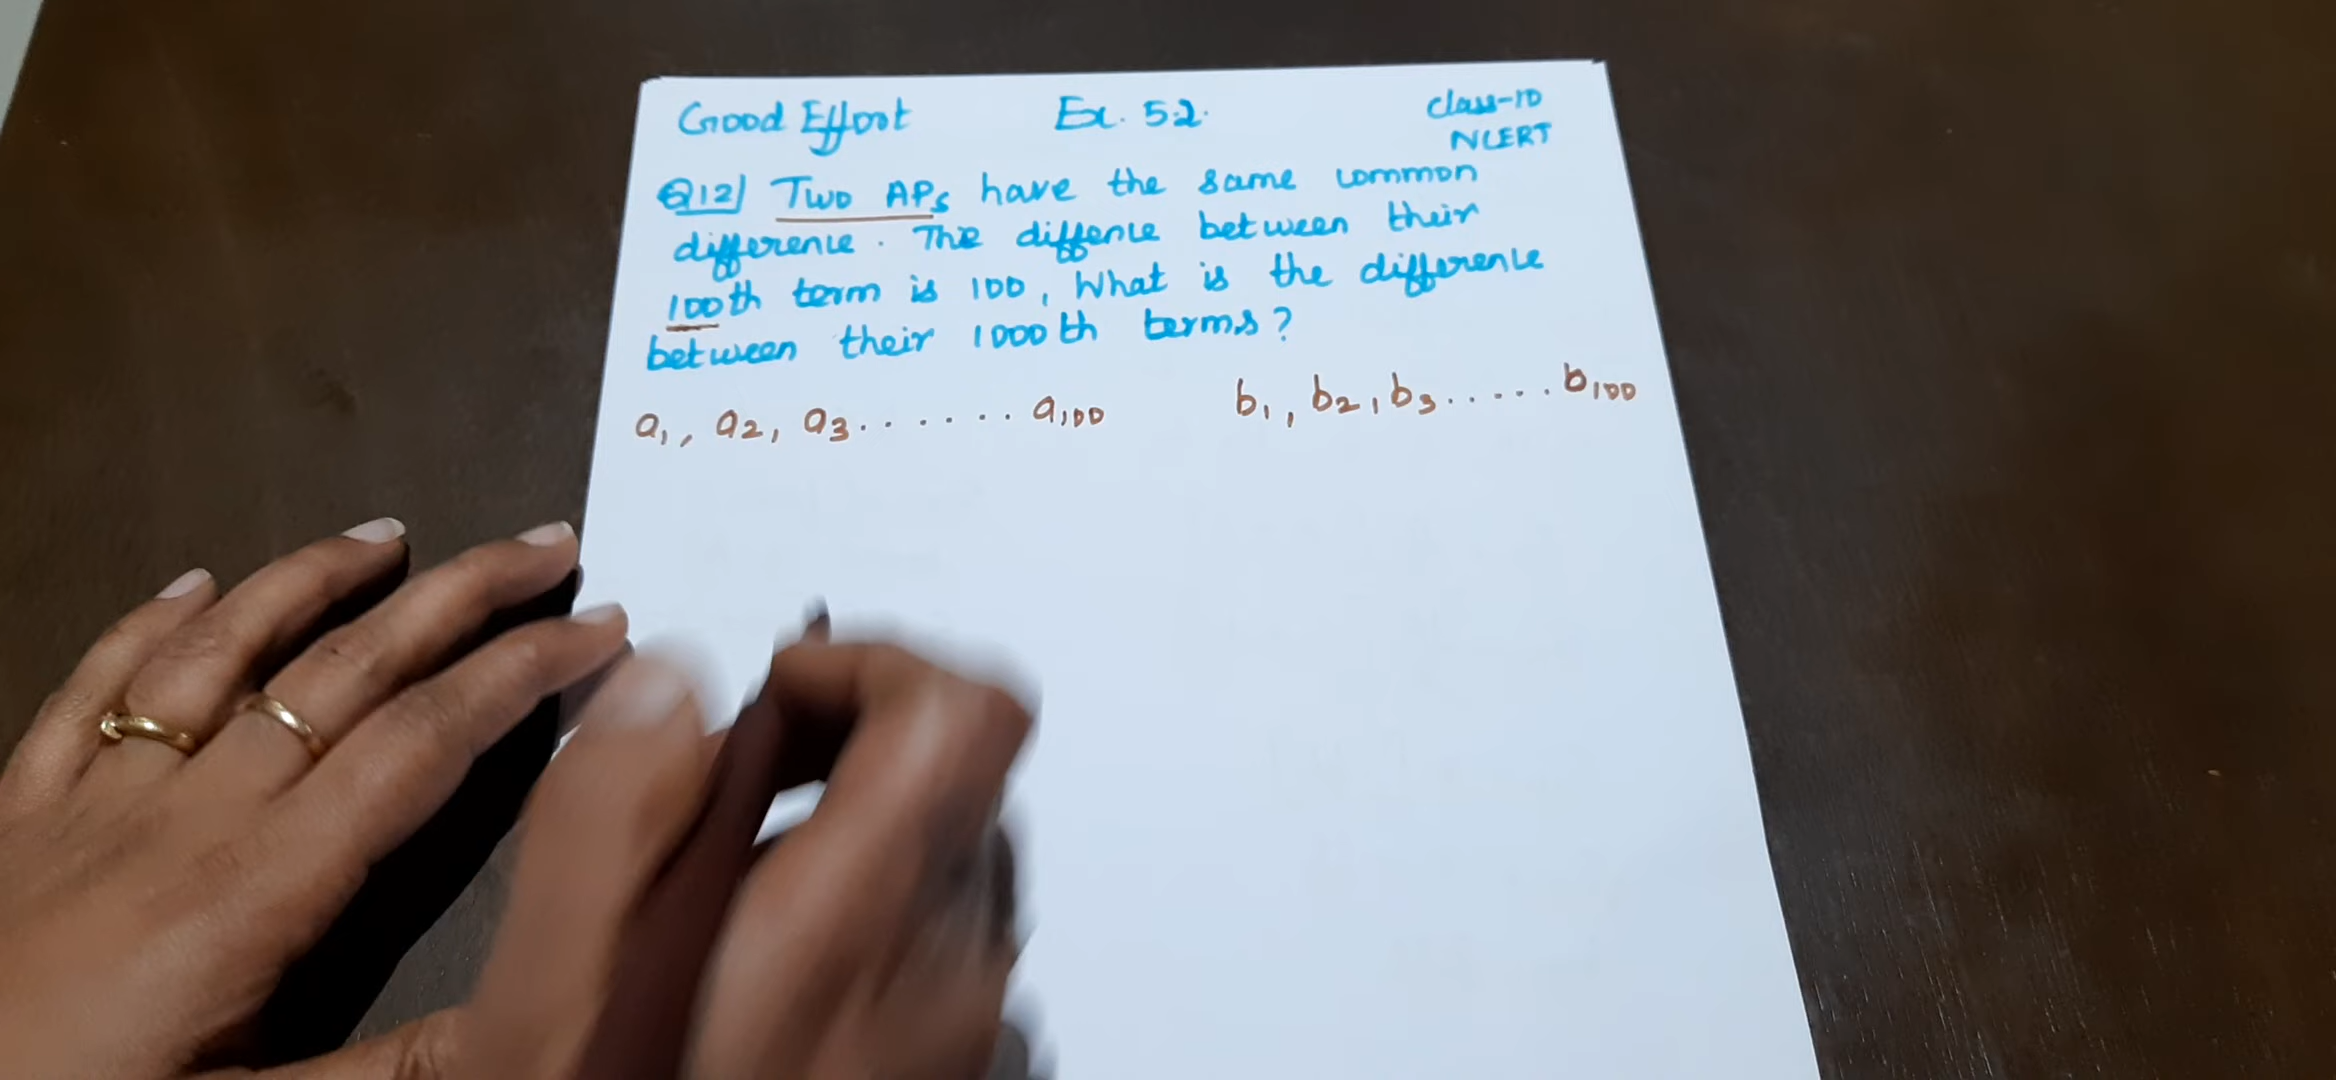 Good Effort Ex. 5.2. Class-10
NCERT
Q12] Two APs have the same common
difference. The diffence between their
100th term is 100, What is the difference
between their 1000th terms?
a₁, a₂, a₃....... a₁₀₀ b₁, b₂, b₃..... b₁₀₀